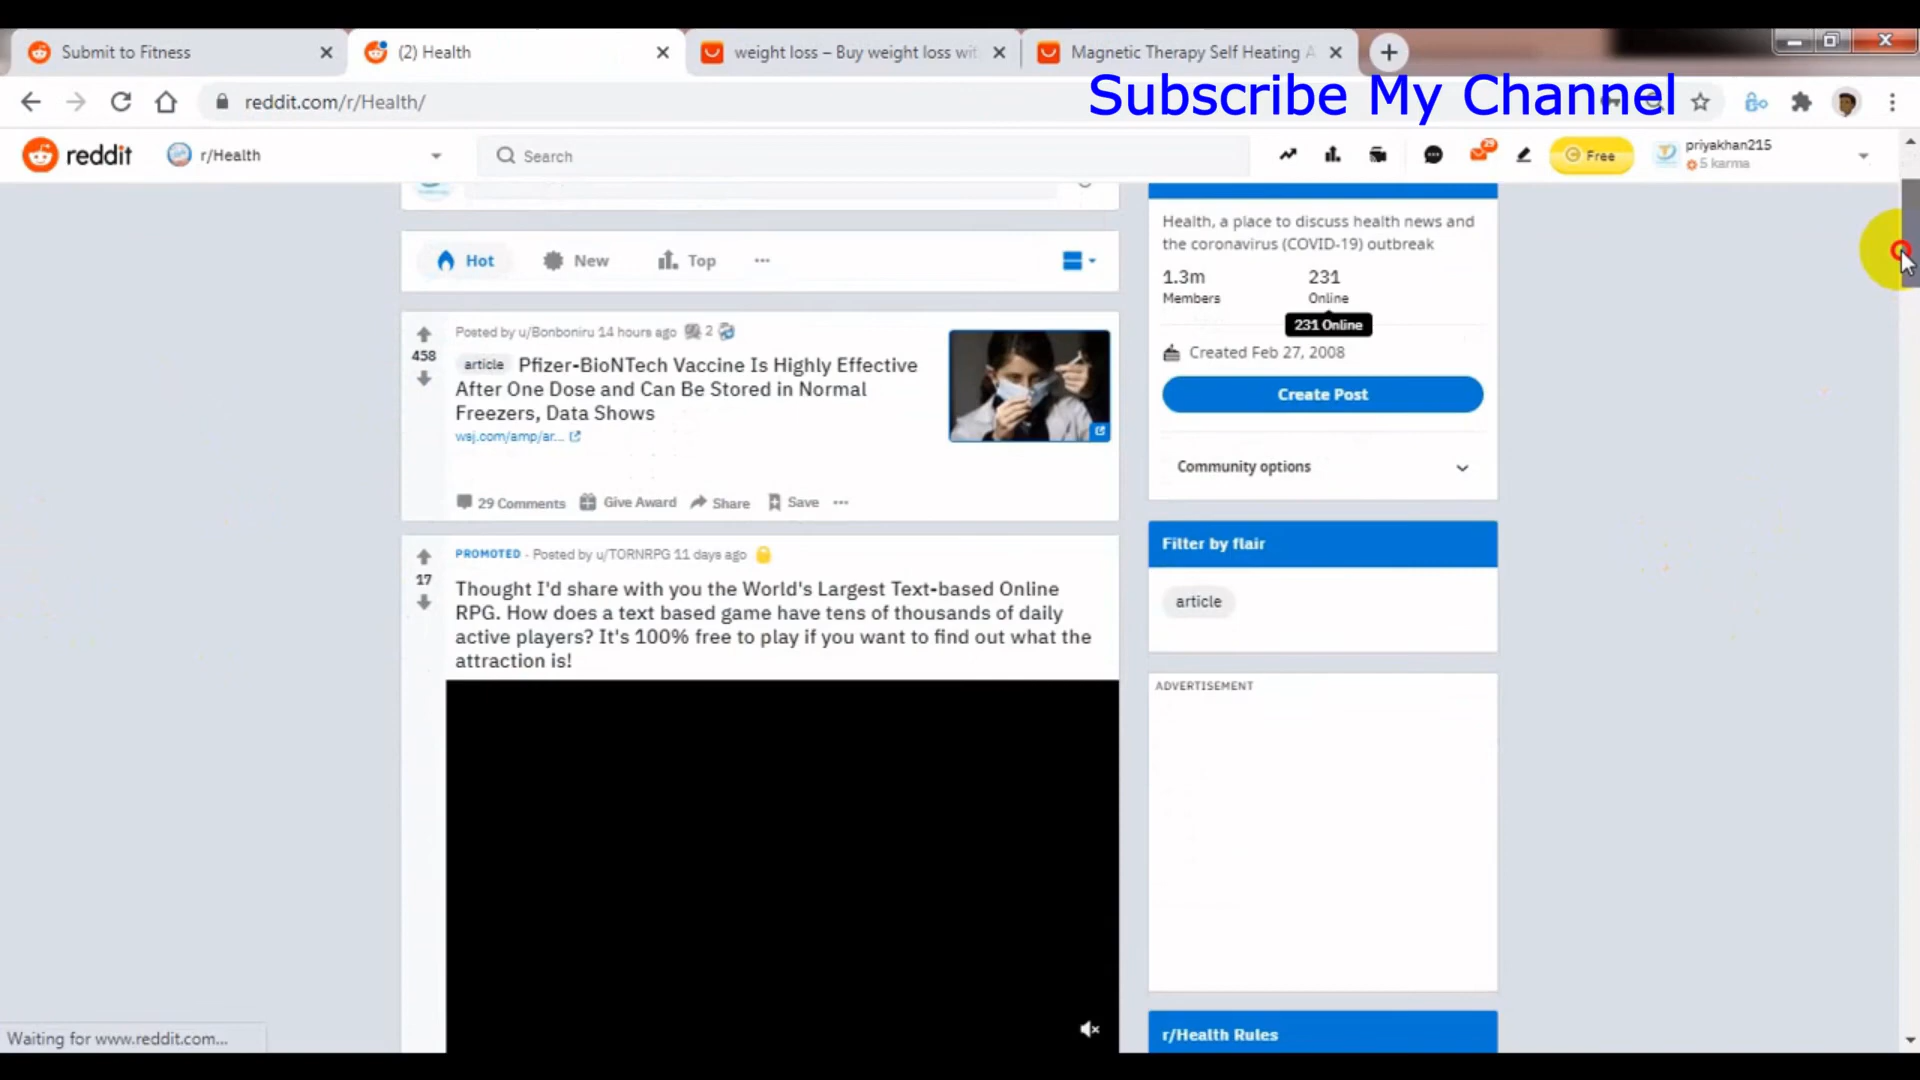 Submit to Fitness
(2) Health
weight loss – Buy weight loss wit
Magnetic Therapy Self Heating A
Subscribe My Channel
reddit.com/r/Health/
reddit
r/Health
Search
29
Free
priyakhan215
5 karma
Health, a place to discuss health news and
the coronavirus (COVID-19) outbreak
Hot
New
Top
1.3m
231
Members
Online
231 Online
Created Feb 27, 2008
Create Post
Community options
458
Posted by u/Bonboniru 14 hours ago 2
article Pfizer-BioNTech Vaccine Is Highly Effective
After One Dose and Can Be Stored in Normal
Freezers, Data Shows
wsj.com/amp/ar...
29 Comments
Give Award
Share
Save
Filter by flair
article
17
PROMOTED · Posted by u/TORNRPG 11 days ago
Thought I'd share with you the World's Largest Text-based Online
RPG. How does a text based game have tens of thousands of daily
active players? It's 100% free to play if you want to find out what the
attraction is!
ADVERTISEMENT
r/Health Rules
Waiting for www.reddit.com...